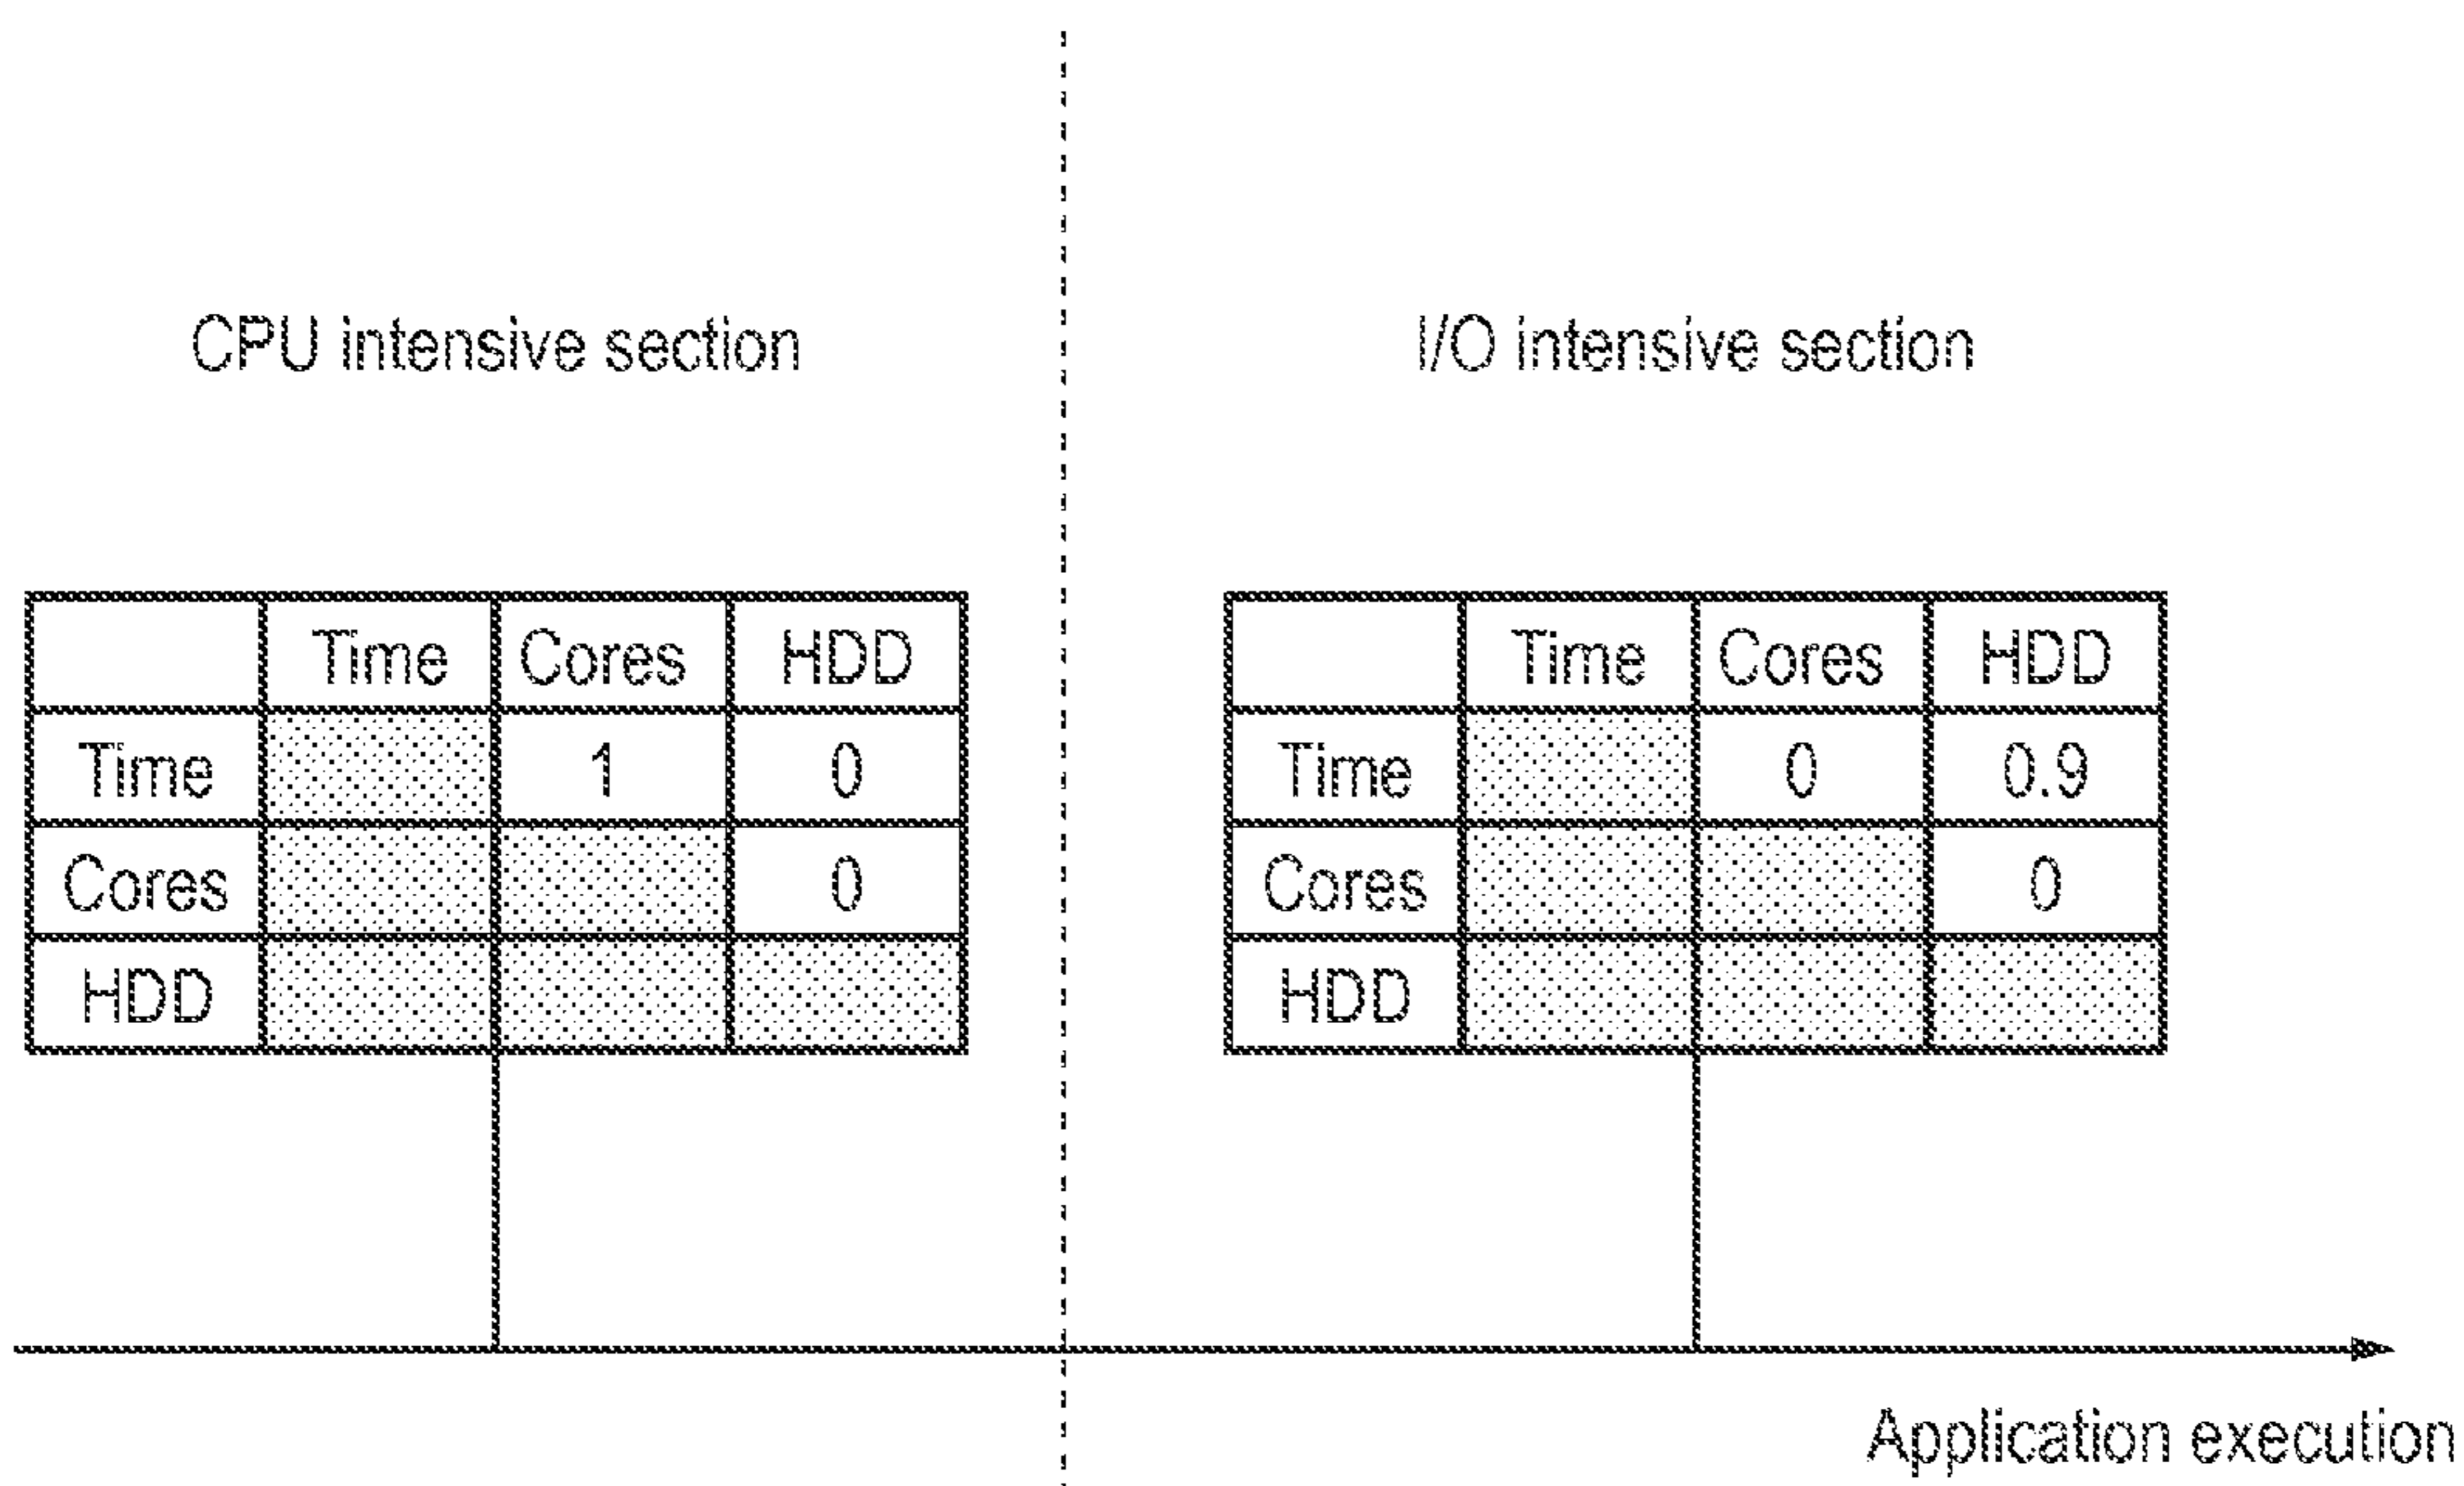 CPU intensive section
I/O intensive section
Time Cores HDD
Time 1 0
Cores 0
HDD
Time Cores HDD
Time 0 0.9
Cores 0
HDD
Application execution